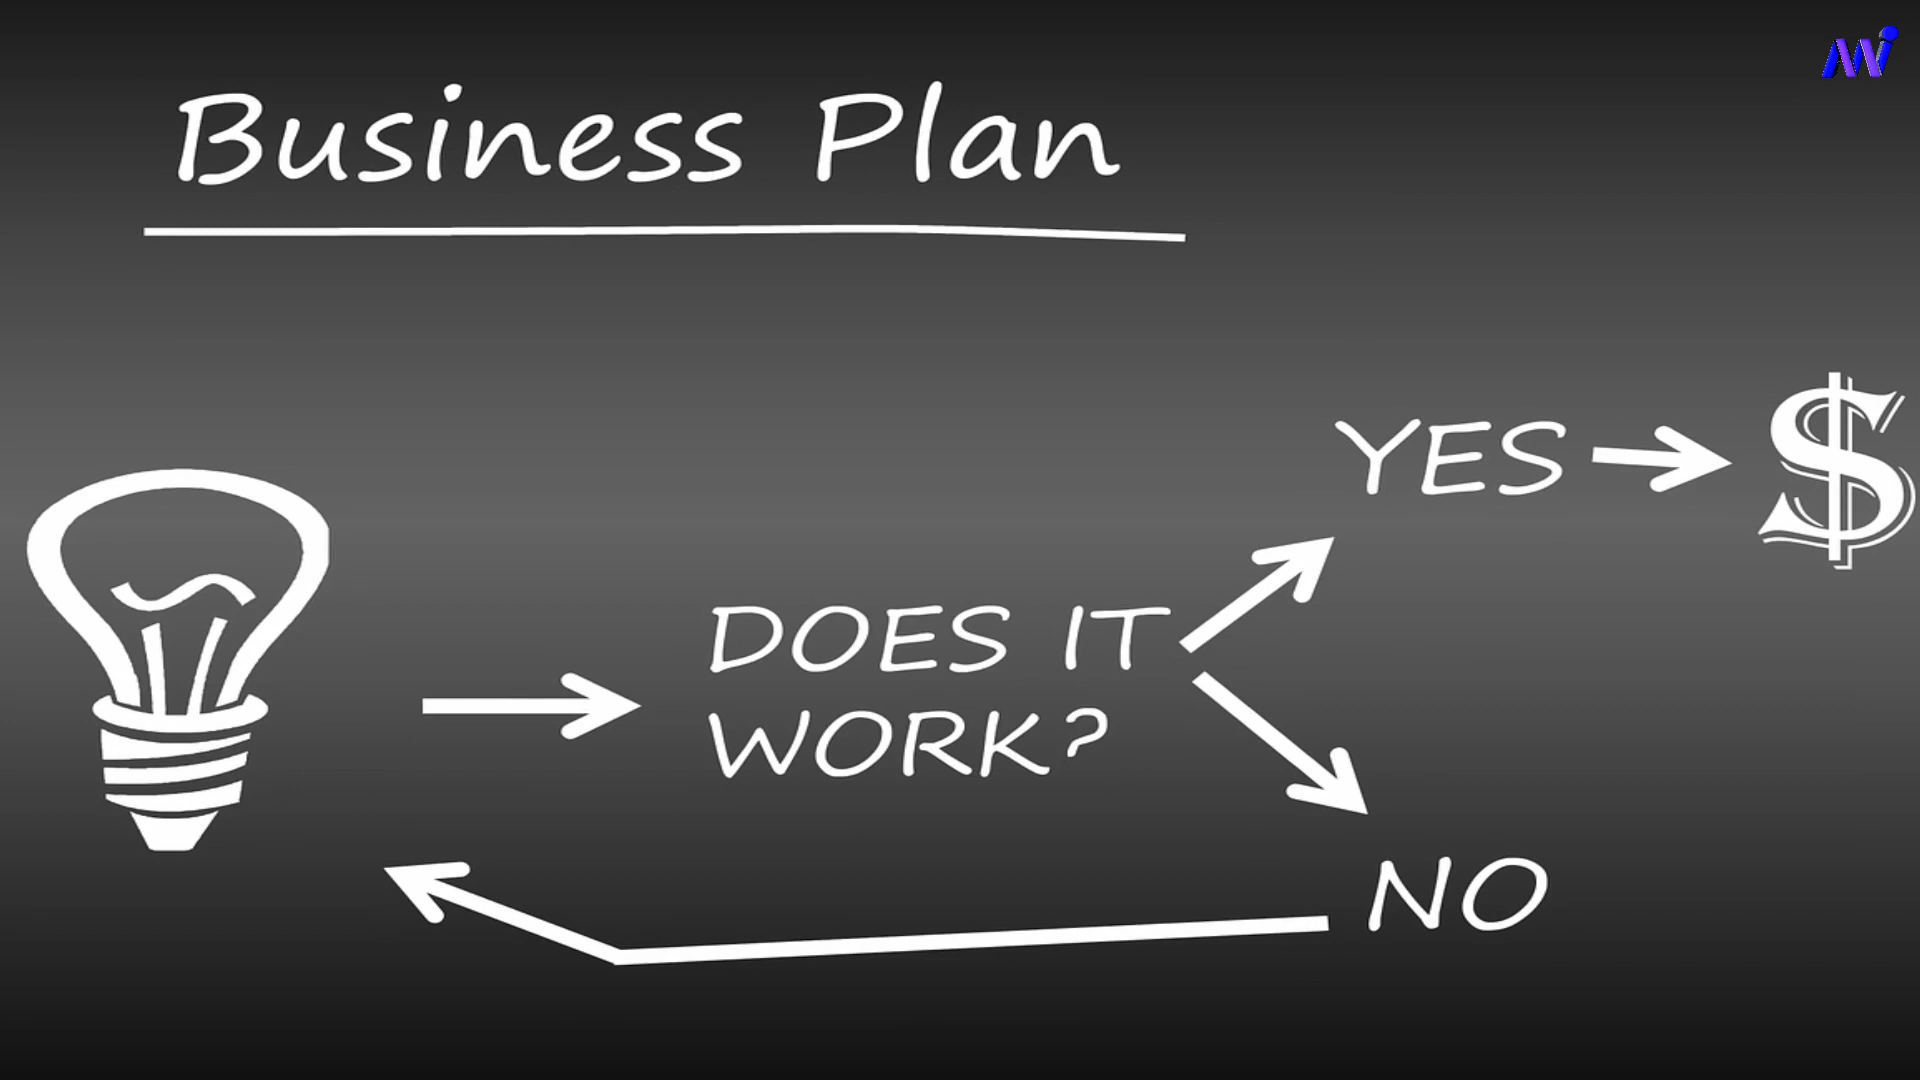 Business Plan
YES
$
DOES IT
WORK?
NO